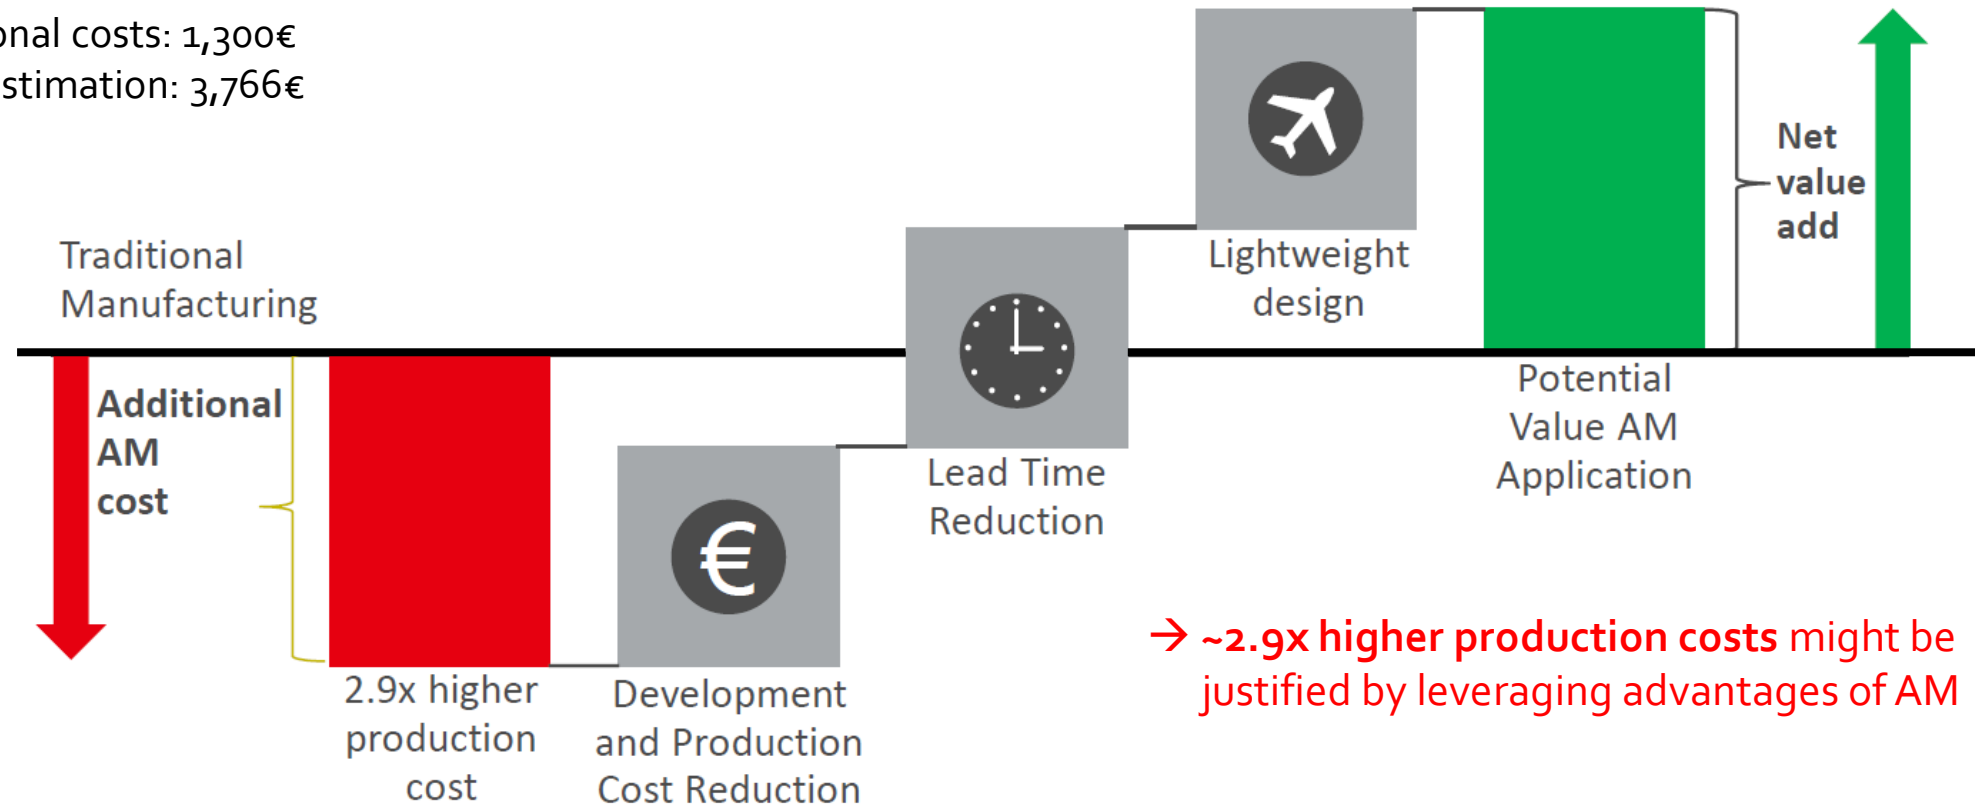 onal costs: 1,300€
stimation: 3,766€
Traditional
Manufacturing
Additional
AM
cost
2.9x higher
production
cost
€
Development
and Production
Cost Reduction
Lead Time
Reduction
Lightweight
design
Potential
Value AM
Application
Net
value
add
→ ~2.9x higher production costs might be
justified by leveraging advantages of AM